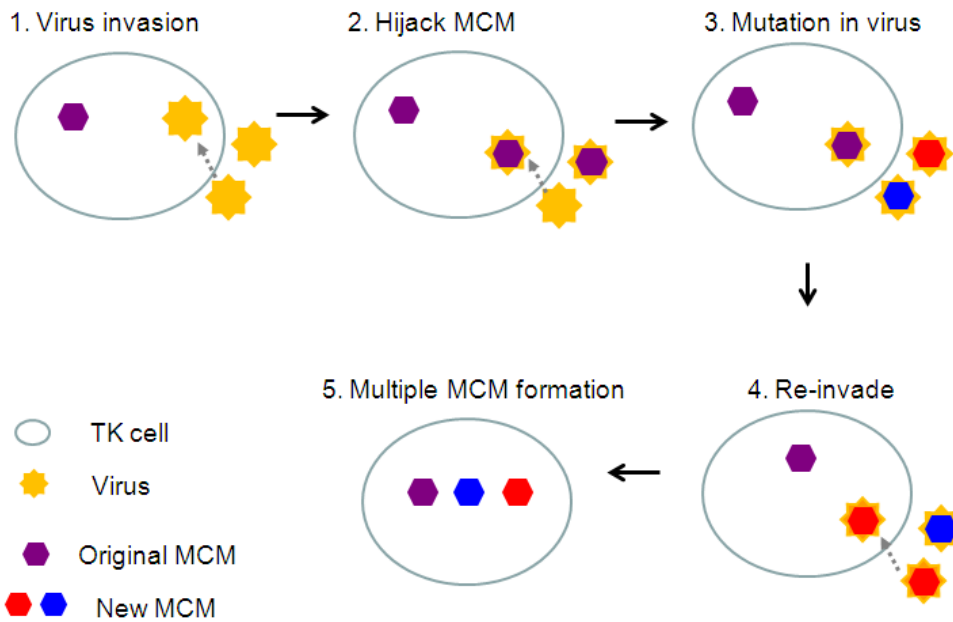 1. Virus invasion
2. Hijack MCM
3. Mutation in virus
5. Multiple MCM formation
4. Re-invade
TK cell
Virus
Original MCM
New MCM